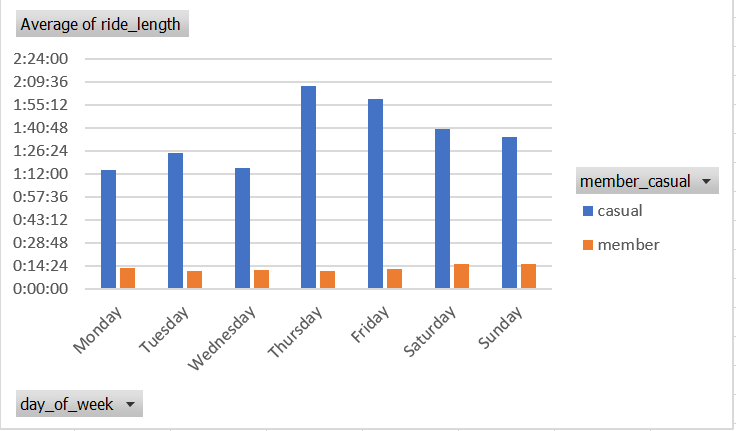 Average of ride_length
2:24:00
2:09:36
1:55:12
1:40:48
1:26:24
1:12:00
0:57:36
0:43:12
0:28:48
0:14:24
0:00:00
Monday
Tuesday
Wednesday
Thursday
Friday
Saturday
Sunday
member_casual
casual
member
day_of_week